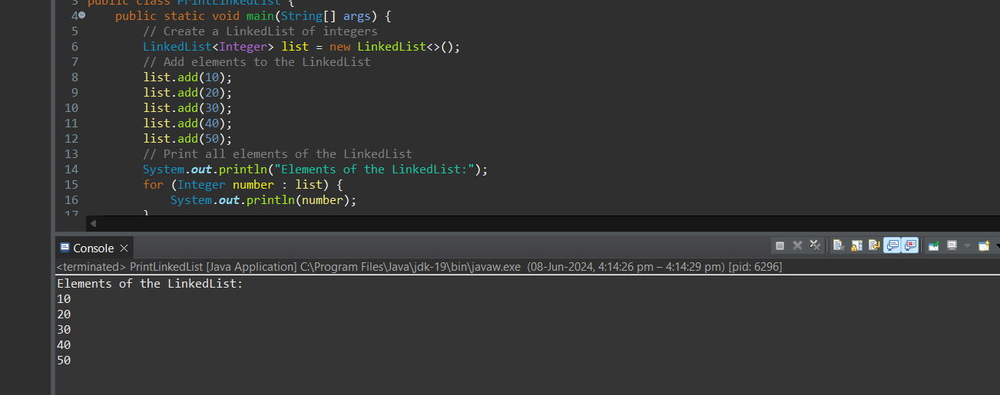 3 public class PrintLinkedList {
4 public static void main(String[] args) {
5 // Create a LinkedList of integers
6 LinkedList<Integer> list = new LinkedList<>();
7 // Add elements to the LinkedList
8 list.add(10);
9 list.add(20);
10 list.add(30);
11 list.add(40);
12 list.add(50);
13 // Print all elements of the LinkedList
14 System.out.println("Elements of the LinkedList:");
15 for (Integer number : list) {
16 System.out.println(number);
17 }
Console
<terminated> PrintLinkedList [Java Application] C:\Program Files\Java\jdk-19\bin\javaw.exe (08-Jun-2024, 4:14:26 pm – 4:14:29 pm) [pid: 6296]
Elements of the LinkedList:
10
20
30
40
50